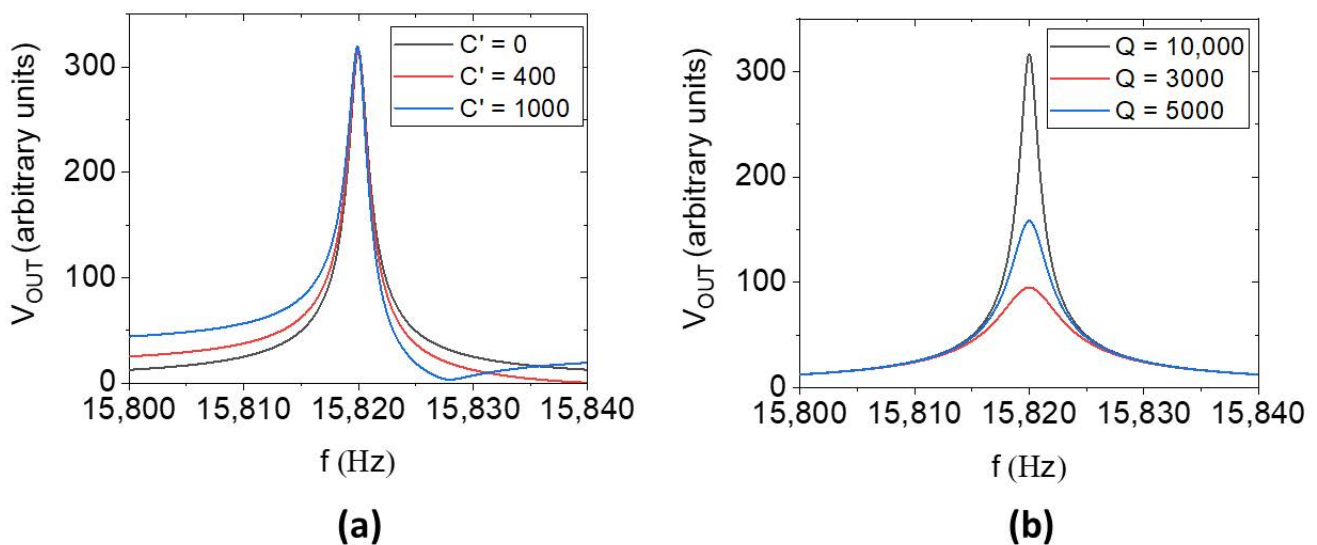 V_OUT (arbitrary units)
300
200
100
0
C' = 0
C' = 400
C' = 1000
15,800 15,810 15,820 15,830 15,840
f (Hz)
(a)
V_OUT (arbitrary units)
300
200
100
0
Q = 10,000
Q = 3000
Q = 5000
15,800 15,810 15,820 15,830 15,840
f (Hz)
(b)